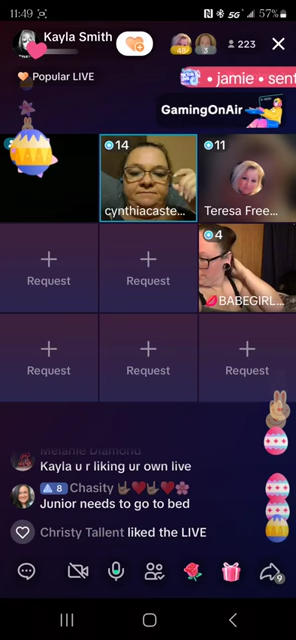 11:49
5G
57%
Kayla Smith
223
Popular LIVE
• jamie • sent
GamingOnAir
14
cynthiacaste...
11
Teresa Free...
Request
Request
4
BABEGIRL...
Request
Request
Request
Melanie Diamond
Kayla u r liking ur own live
8 Chasity 🤟🏽❤️🤟🏽❤️🌸
Junior needs to go to bed
Christy Tallent liked the LIVE
9